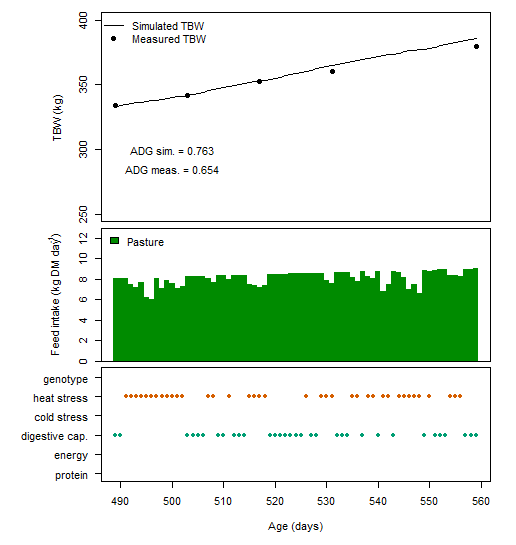 400
350
300
250
TBW (kg)
Simulated TBW
Measured TBW
ADG sim. = 0.763
ADG meas. = 0.654
12
10
8
6
4
2
0
Feed intake (kg DM day⁻¹)
Pasture
genotype
heat stress
cold stress
digestive cap.
energy
protein
490 500 510 520 530 540 550 560
Age (days)